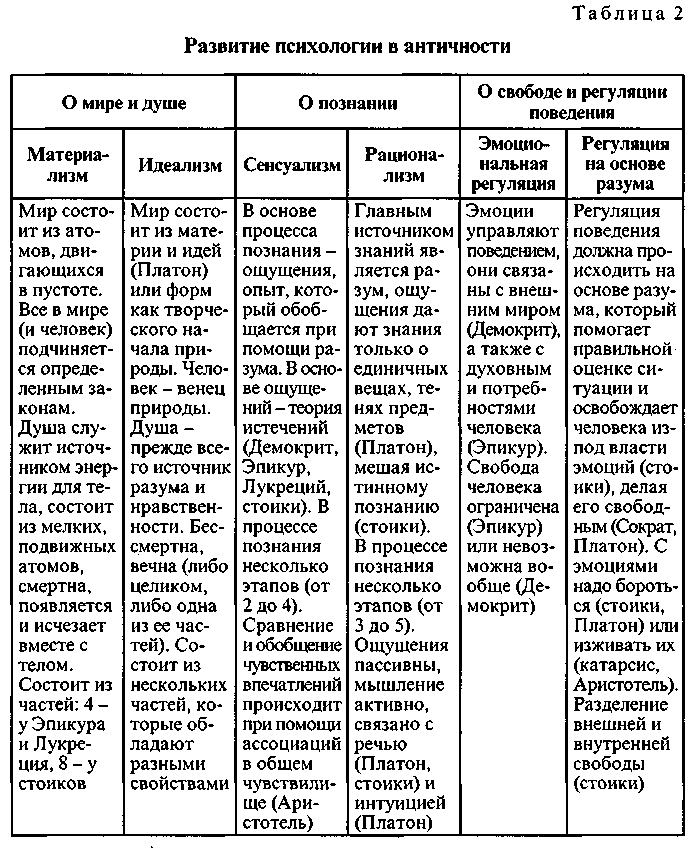 Таблица 2
Развитие психологии в античности
О мире и душе
О познании
О свободе и регуляции
поведения
Материа-
лизм
Идеализм
Сенсуализм
Рациона-
лизм
Эмоцио-
нальная
регуляция
Регуляция
на основе
разума
Мир состо-
ит из ато-
мов, дви-
гающихся
в пустоте.
Все в мире
(и человек)
подчиняет-
ся опреде-
ленным за-
конам.
Душа слу-
жит источ-
ником энер-
гии для те-
ла, состоит
из мелких,
подвижных
атомов,
смертна,
появляется
и исчезает
вместе с
телом.
Состоит из
частей: 4 –
у Эпикура
и Лукре-
ция, 8 – у
стоиков
Мир состо-
ит из мате-
рии и идей
(Платон)
или форм
как творче-
ского на-
чала при-
роды. Чело-
век – венец
природы.
Душа –
прежде все-
го источник
разума и
нравствен-
ности. Бес-
смертна,
вечна (либо
целиком,
либо одна
из ее час-
тей). Со-
стоит из
нескольких
частей, ко-
торые об-
ладают
разными
свойствами
В основе
процесса
познания –
ощущения,
опыт, кото-
рый обоб-
щается при
помощи ра-
зума. В осно-
ве ощуще-
ний – теория
истечений
(Демокрит,
Эпикур,
Лукреций,
стоики). В
процессе
познания
несколько
этапов (от
2 до 4).
Сравнение
и обобщение
чувственных
впечатлений
происходит
при помощи
ассоциаций
в общем
чувствили-
ще (Ари-
стотель)
Главным
источником
знаний яв-
ляется ра-
зум, ощу-
щения да-
ют знания
только о
единичных
вещах, те-
нях пред-
метов
(Платон),
мешая ис-
тинному
познанию
(стоики).
В процессе
познания
несколько
этапов (от
3 до 5).
Ощущения
пассивны,
мышление
активно,
связано с
речью
(Платон,
стоики) и
интуицией
(Платон)
Эмоции
управляют
поведением,
они связа-
ны с внеш-
ним миром
(Демокрит),
а также с
духовным
и потреб-
ностями
человека
(Эпикур).
Свобода
человека
ограничена
(Эпикур)
или невоз-
можна во-
обще (Де-
мокрит)
Регуляция
поведения
должна про-
исходить на
основе разу-
ма, который
помогает
правильной
оценке си-
туации и
освобождает
человека из-
под власти
эмоций (сто-
ики), делая
его свобод-
ным (Сократ,
Платон). С
эмоциями
надо бороть-
ся (стоики,
Платон) или
изживать их
(катарсис,
Аристотель).
Разделение
внешней и
внутренней
свободы
(стоики)